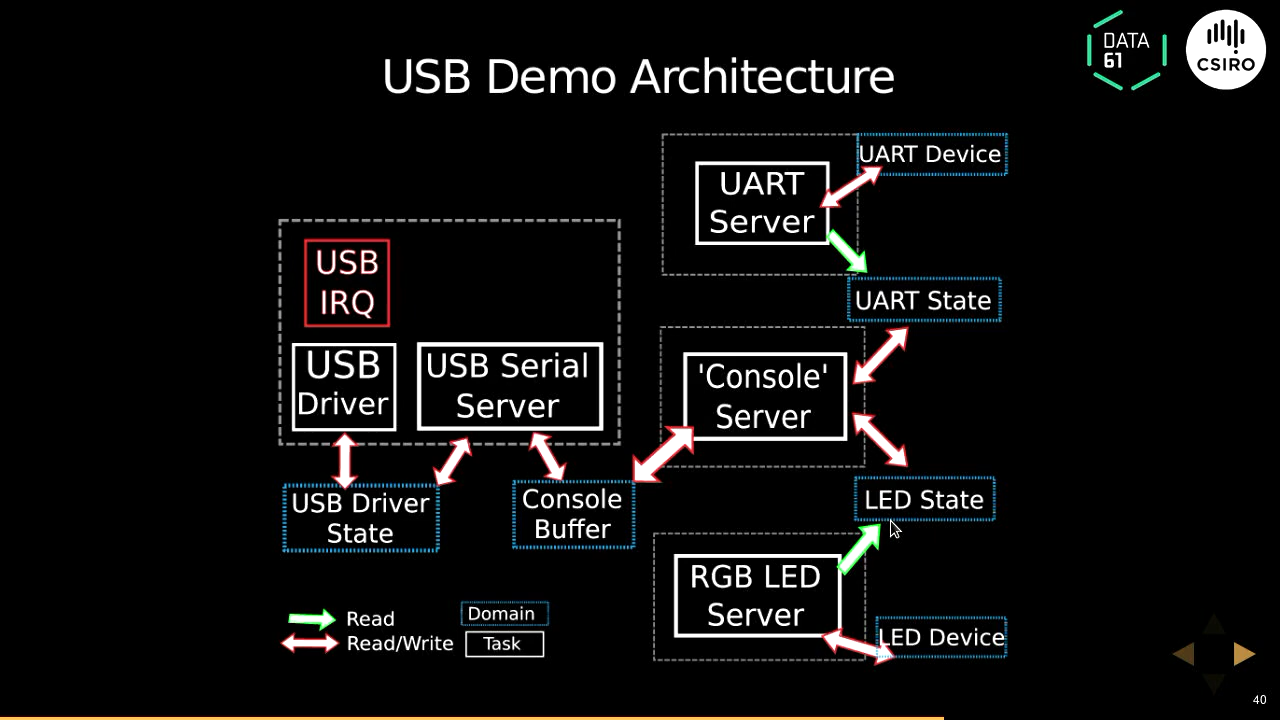 DATA
61
CSIRO
USB Demo Architecture
UART Device
UART
Server
USB
IRQ
UART State
USB
Driver
USB Serial
Server
'Console'
Server
USB Driver
State
Console
Buffer
LED State
RGB LED
Server
Read
Read/Write
Domain
Task
LED Device
40